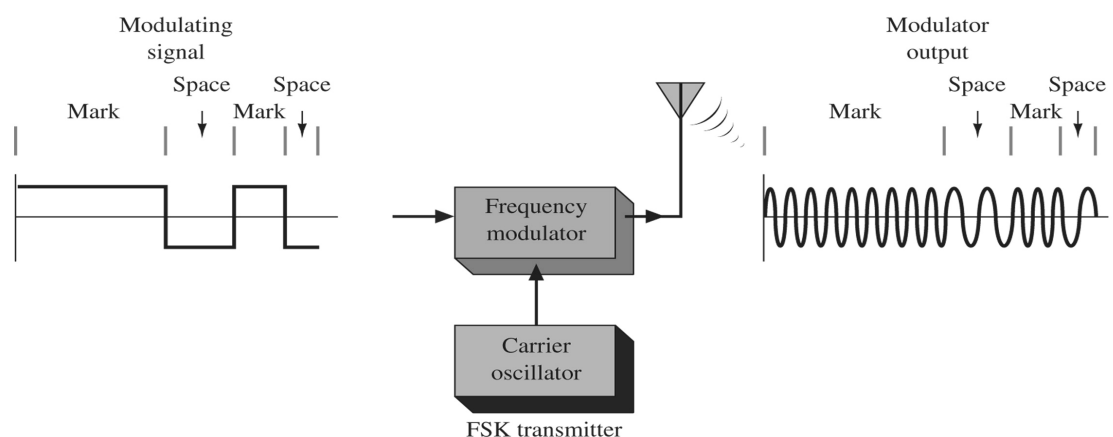 Modulating
signal
Space
Space
Mark
Mark
Frequency
modulator
Carrier
oscillator
FSK transmitter
Modulator
output
Space
Space
Mark
Mark